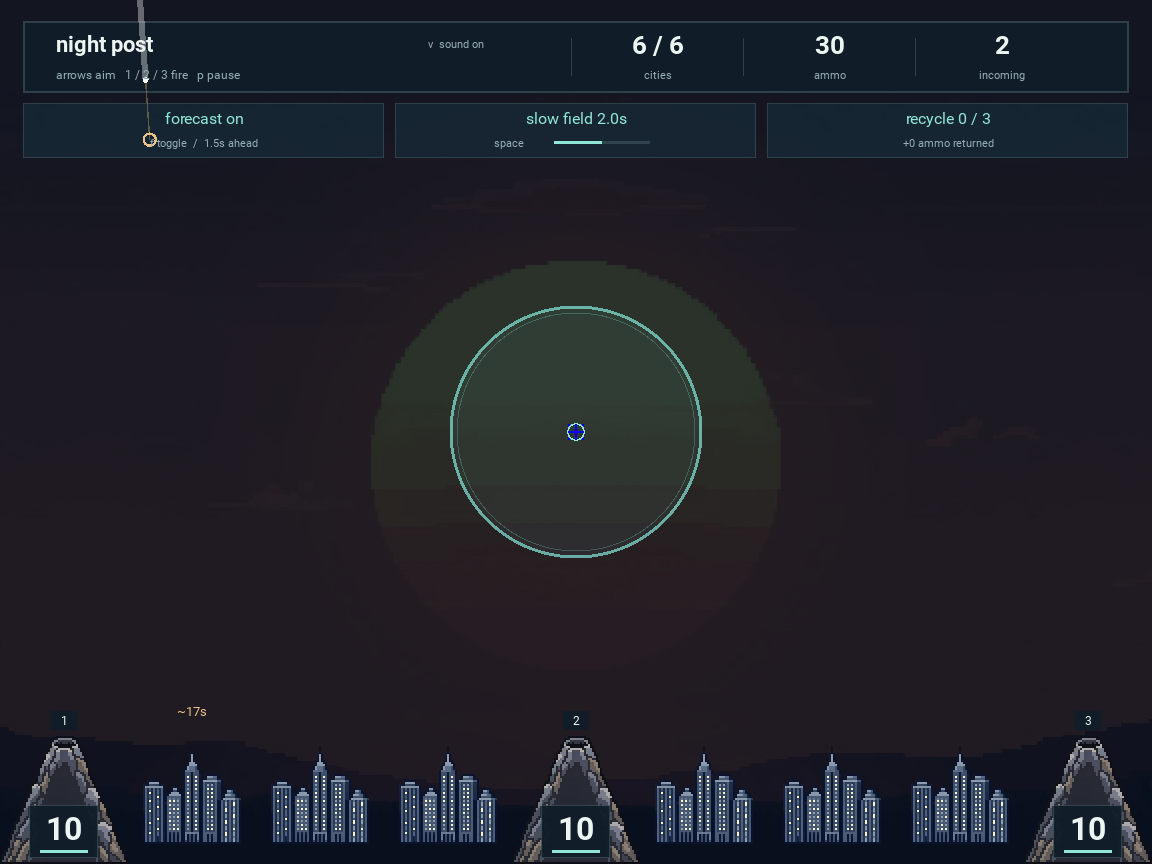 night post
v sound on
6 / 6
30
2
arrows aim 1 / 2 / 3 fire p pause
cities
ammo
incoming
forecast on
slow field 2.0s
recycle 0 / 3
toggle / 1.5s ahead
space
+0 ammo returned
~17s
1
2
3
10
10
10